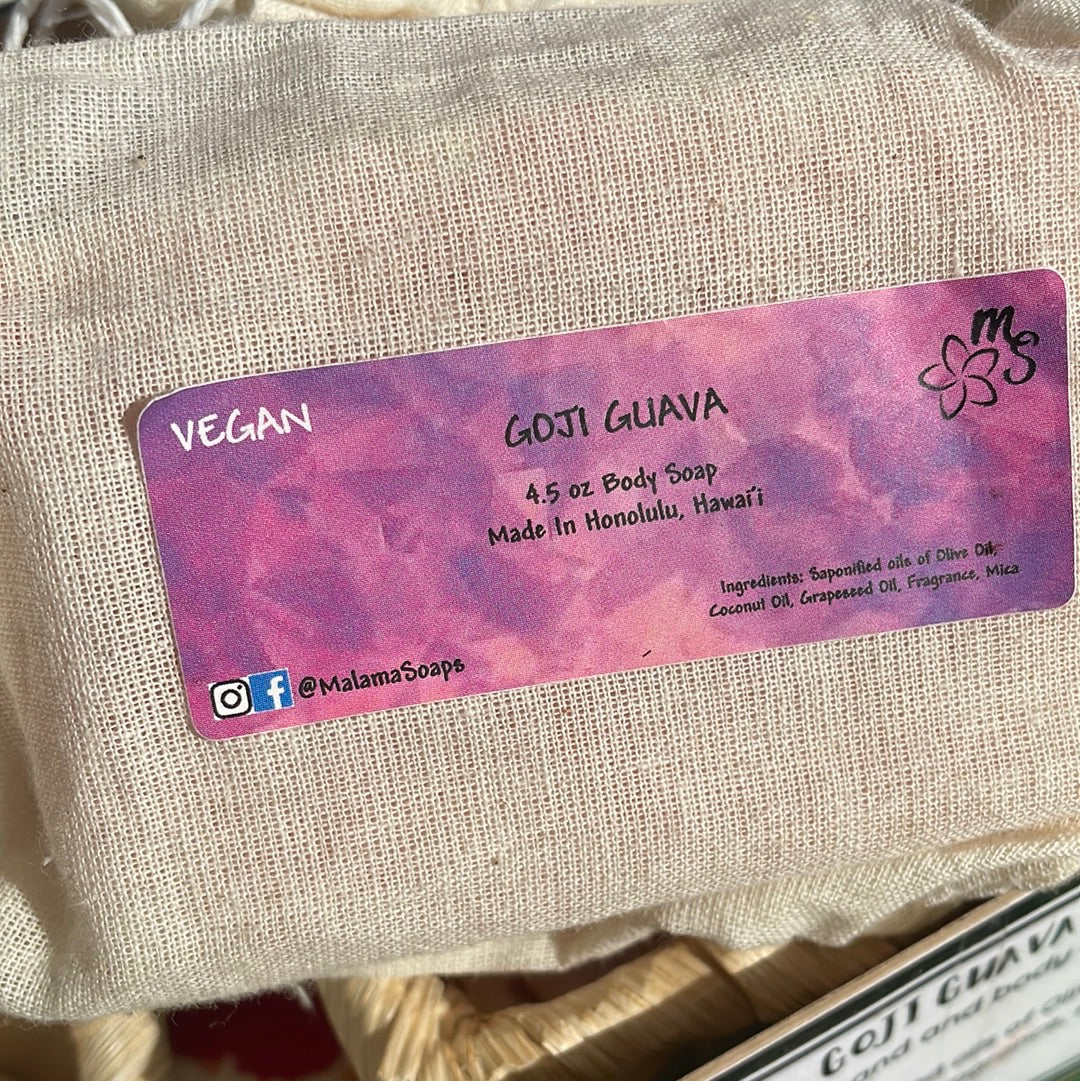 VEGAN
MS
GOJI GUAVA
4.5 oz Body Soap
Made In Honolulu, Hawai'i
Ingredients: Saponified oils of Olive Oil,
Coconut Oil, Grapeseed Oil, Fragrance, Mica
@MalamaSoaps
GOJI GUAVA
and body